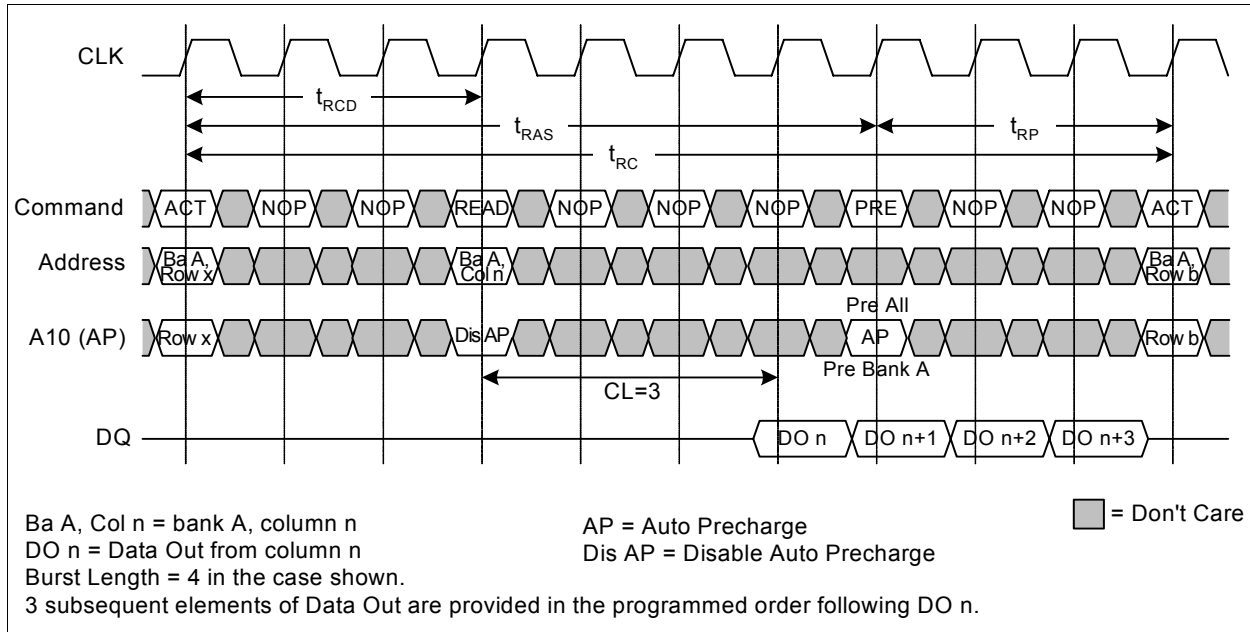 CLK
tRCD
tRAS
tRP
tRC
Command ACT NOP NOP READ NOP NOP NOP PRE NOP NOP ACT
Address Ba A, Row x Ba A, Col n Ba A, Row b
Pre All
A10 (AP) Row x Dis AP AP Row b
Pre Bank A
CL=3
DQ DO n DO n+1 DO n+2 DO n+3
Ba A, Col n = bank A, column n
DO n = Data Out from column n
Burst Length = 4 in the case shown.
3 subsequent elements of Data Out are provided in the programmed order following DO n.
AP = Auto Precharge
Dis AP = Disable Auto Precharge
= Don't Care